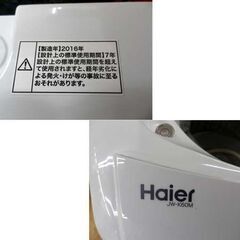 【製造年】2016年
【設計上の標準使用期間】7年
設計上の標準使用期間を超え
て使用されますと、経年劣化に
よる発火・けが等の事故に至る
おそれがあります。
Haier
JW-K60M